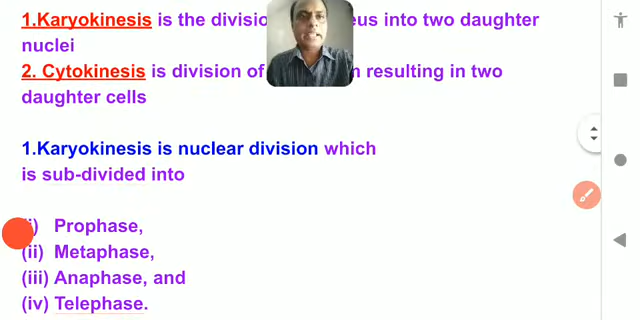 1.Karyokinesis is the divisio eus into two daughter
nuclei
2. Cytokinesis is division of n resulting in two
daughter cells
1.Karyokinesis is nuclear division which
is sub-divided into
i) Prophase,
(ii) Metaphase,
(iii) Anaphase, and
(iv) Telephase.